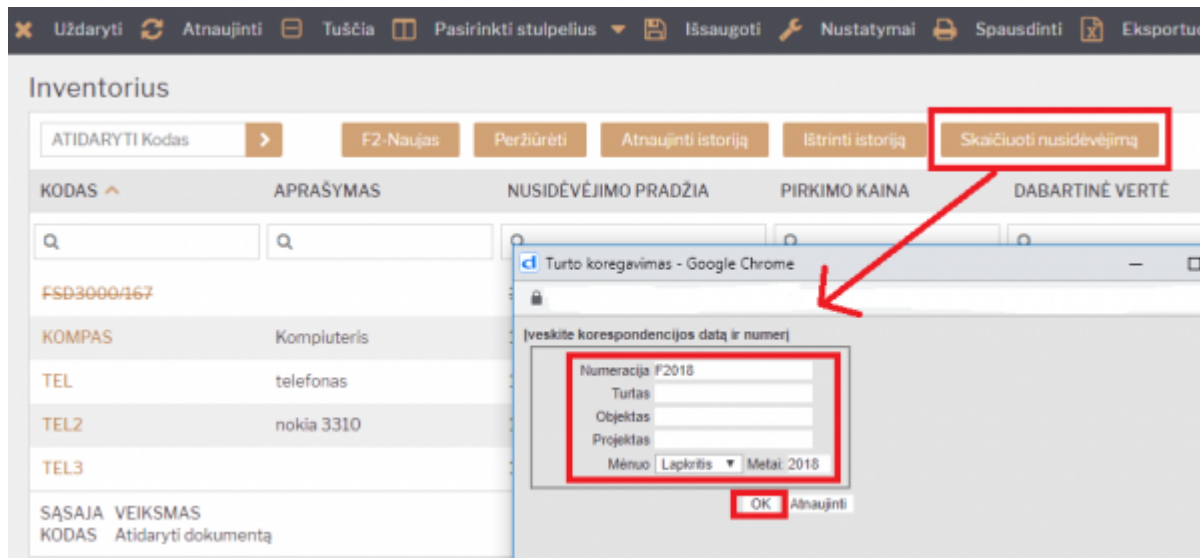 Uždaryti Atnaujinti Tuščia Pasirinkti stulpelius Išsaugoti Nustatymai Spausdinti Eksportuo
Inventorius
ATIDARYTI Kodas F2-Naujas Peržiūrėti Atnaujinti istoriją Ištrinti istoriją Skaičiuoti nusidėvėjimą
KODAS APRAŠYMAS NUSIDĖVĖJIMO PRADŽIA PIRKIMO KAINA DABARTINĖ VERTĖ
Turto koregavimas - Google Chrome
FSD3000/167
Įveskite korespondencijos datą ir numerį
KOMPAS Kompiuteris
Numeracija F2018
TEL telefonas
Turtas
Objektas
TEL2 nokia 3310
Projektas
TEL3
Mėnuo Lapkritis Metai: 2018
OK Atnaujinti
SĄSAJA VEIKSMAS
KODAS Atidaryti dokumentą